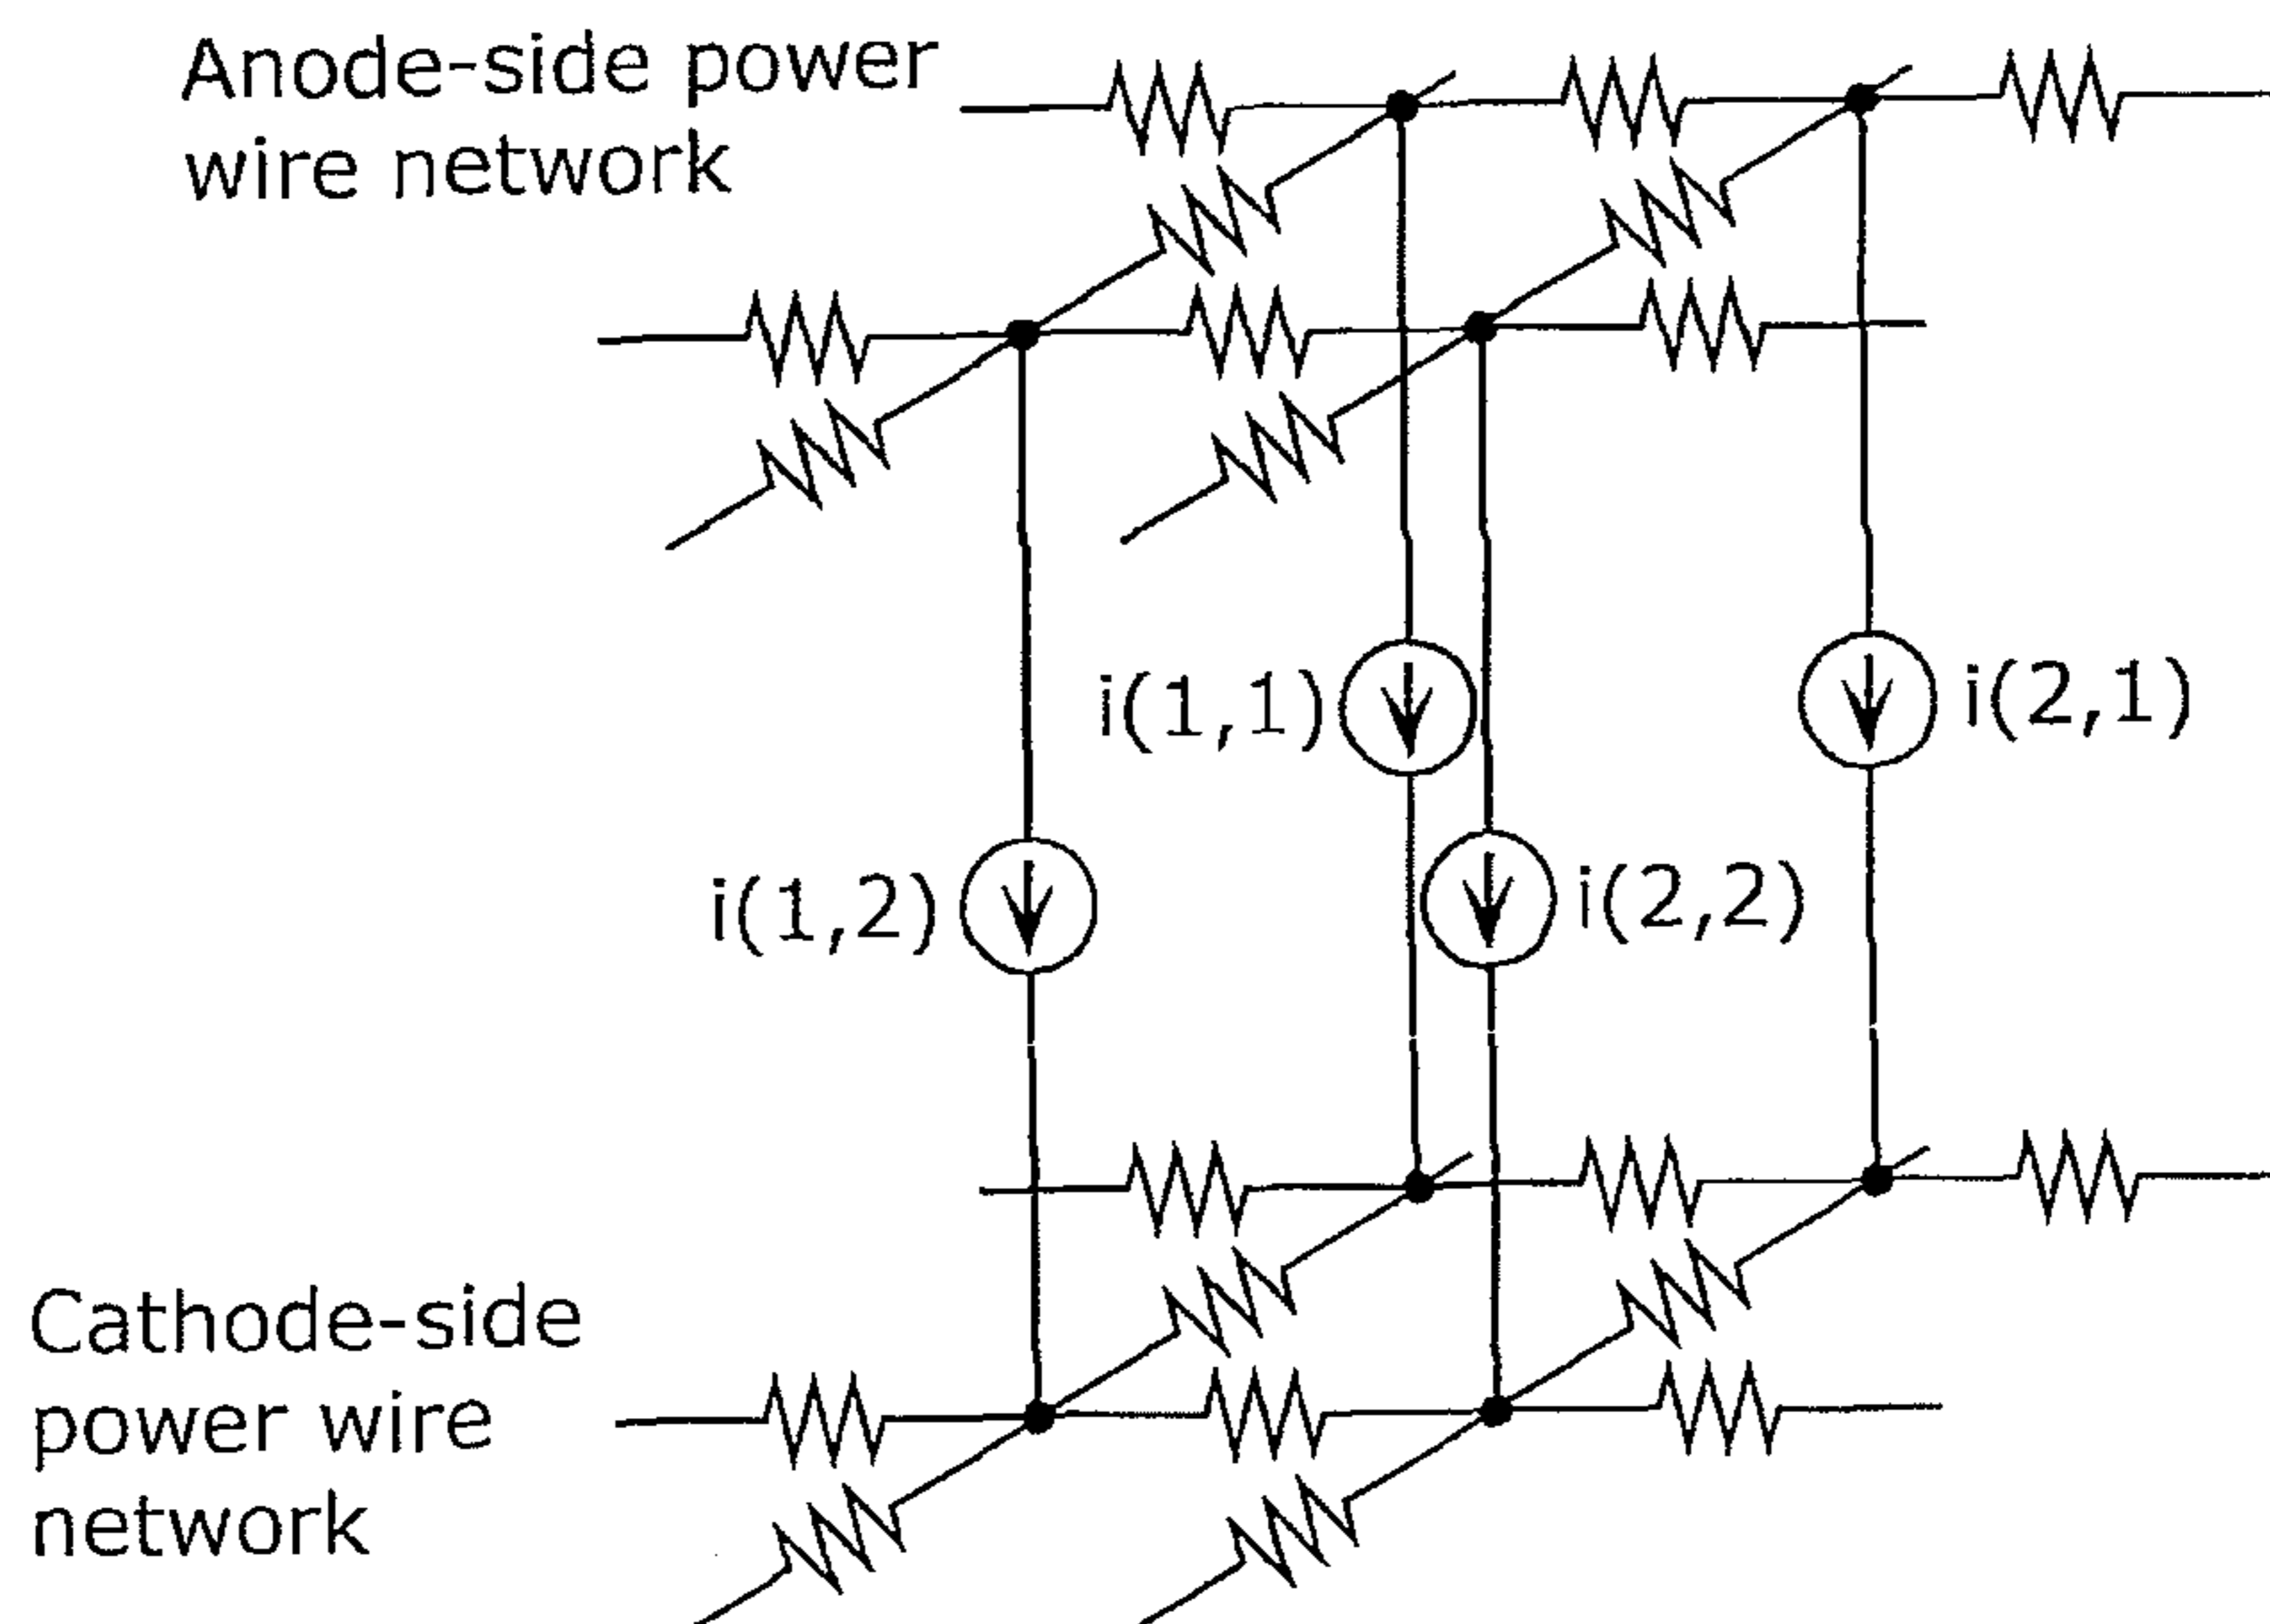 Anode-side power
wire network
i(1,1)
i(2,1)
i(1,2)
i(2,2)
Cathode-side
power wire
network